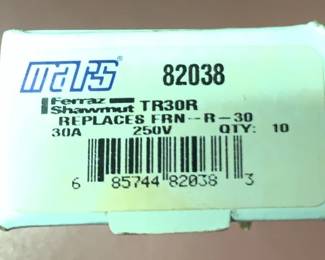 mars 82038
Ferraz
Shawmut TR30R
REPLACES FRN-R-30
30A 250V QTY: 10
6 85744 82038 3